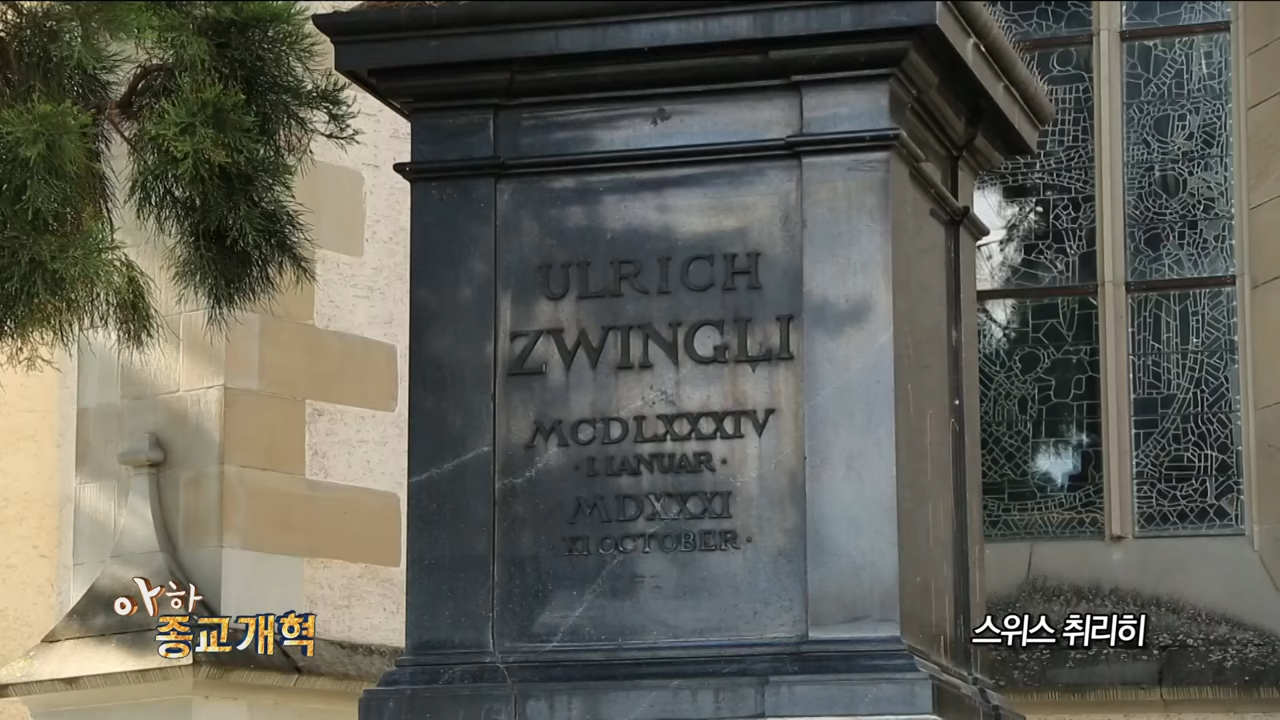 ULRICH
ZWINGLI
MCDLXXXIV
· I IANUAR ·
MDXXXI
· XI OCTOBER ·
아하
종교개혁
스위스 취리히